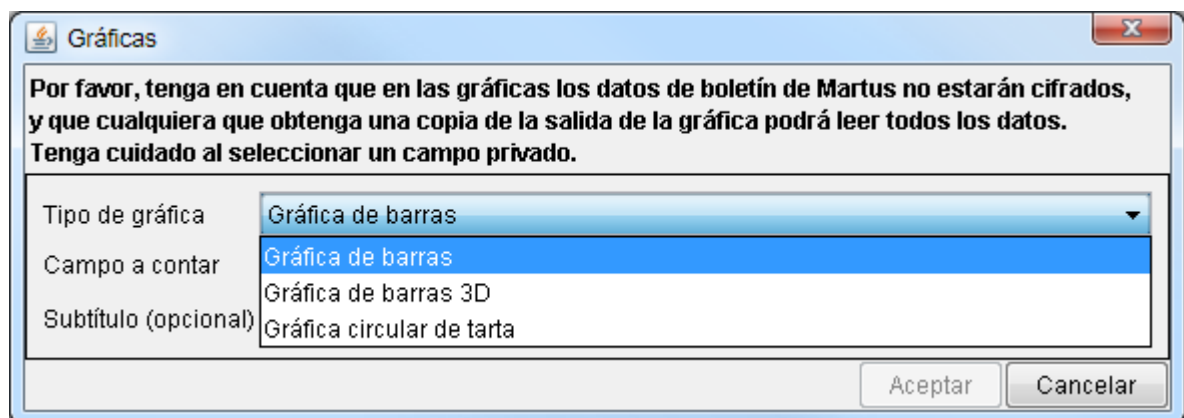 Gráficas
Por favor, tenga en cuenta que en las gráficas los datos de boletín de Martus no estarán cifrados,
y que cualquiera que obtenga una copia de la salida de la gráfica podrá leer todos los datos.
Tenga cuidado al seleccionar un campo privado.
Tipo de gráfica Gráfica de barras
Campo a contar Gráfica de barras
Gráfica de barras 3D
Subtítulo (opcional) Gráfica circular de tarta
Aceptar Cancelar